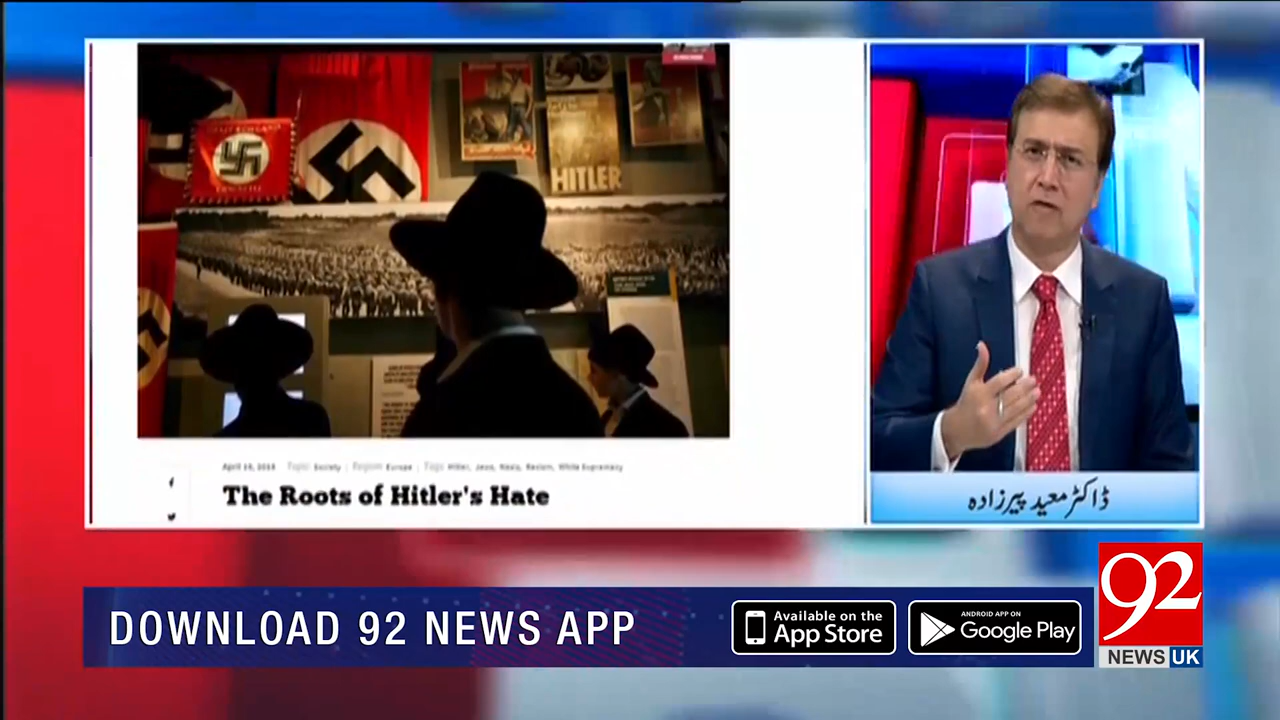 HITLER
April 19, 2018 Topic: Society | Region: Europe | Tags: Hitler, Jews, Nazis, Racism, White Supremacy
The Roots of Hitler's Hate
ڈاکٹر معید پیرزادہ
DOWNLOAD 92 NEWS APP
Available on the
App Store
ANDROID APP ON
Google Play
92
NEWS UK